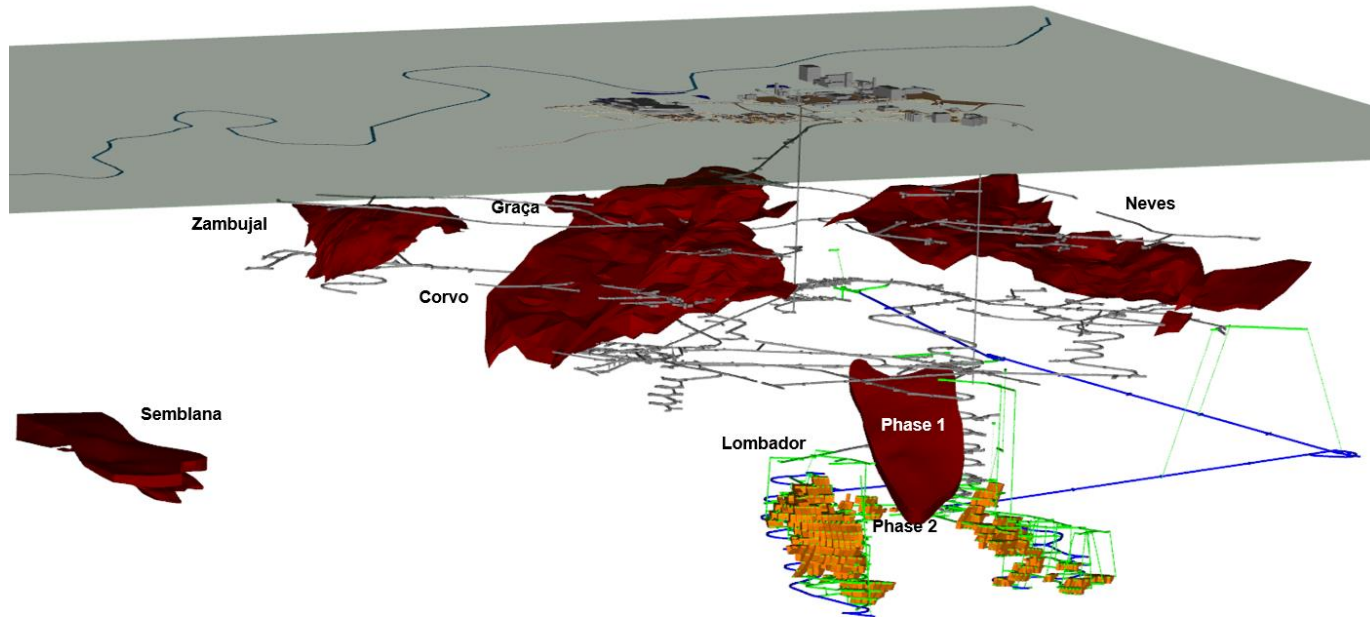 Zambujal
Graça
Neves
Corvo
Semblana
Phase 1
Lombador
Phase 2